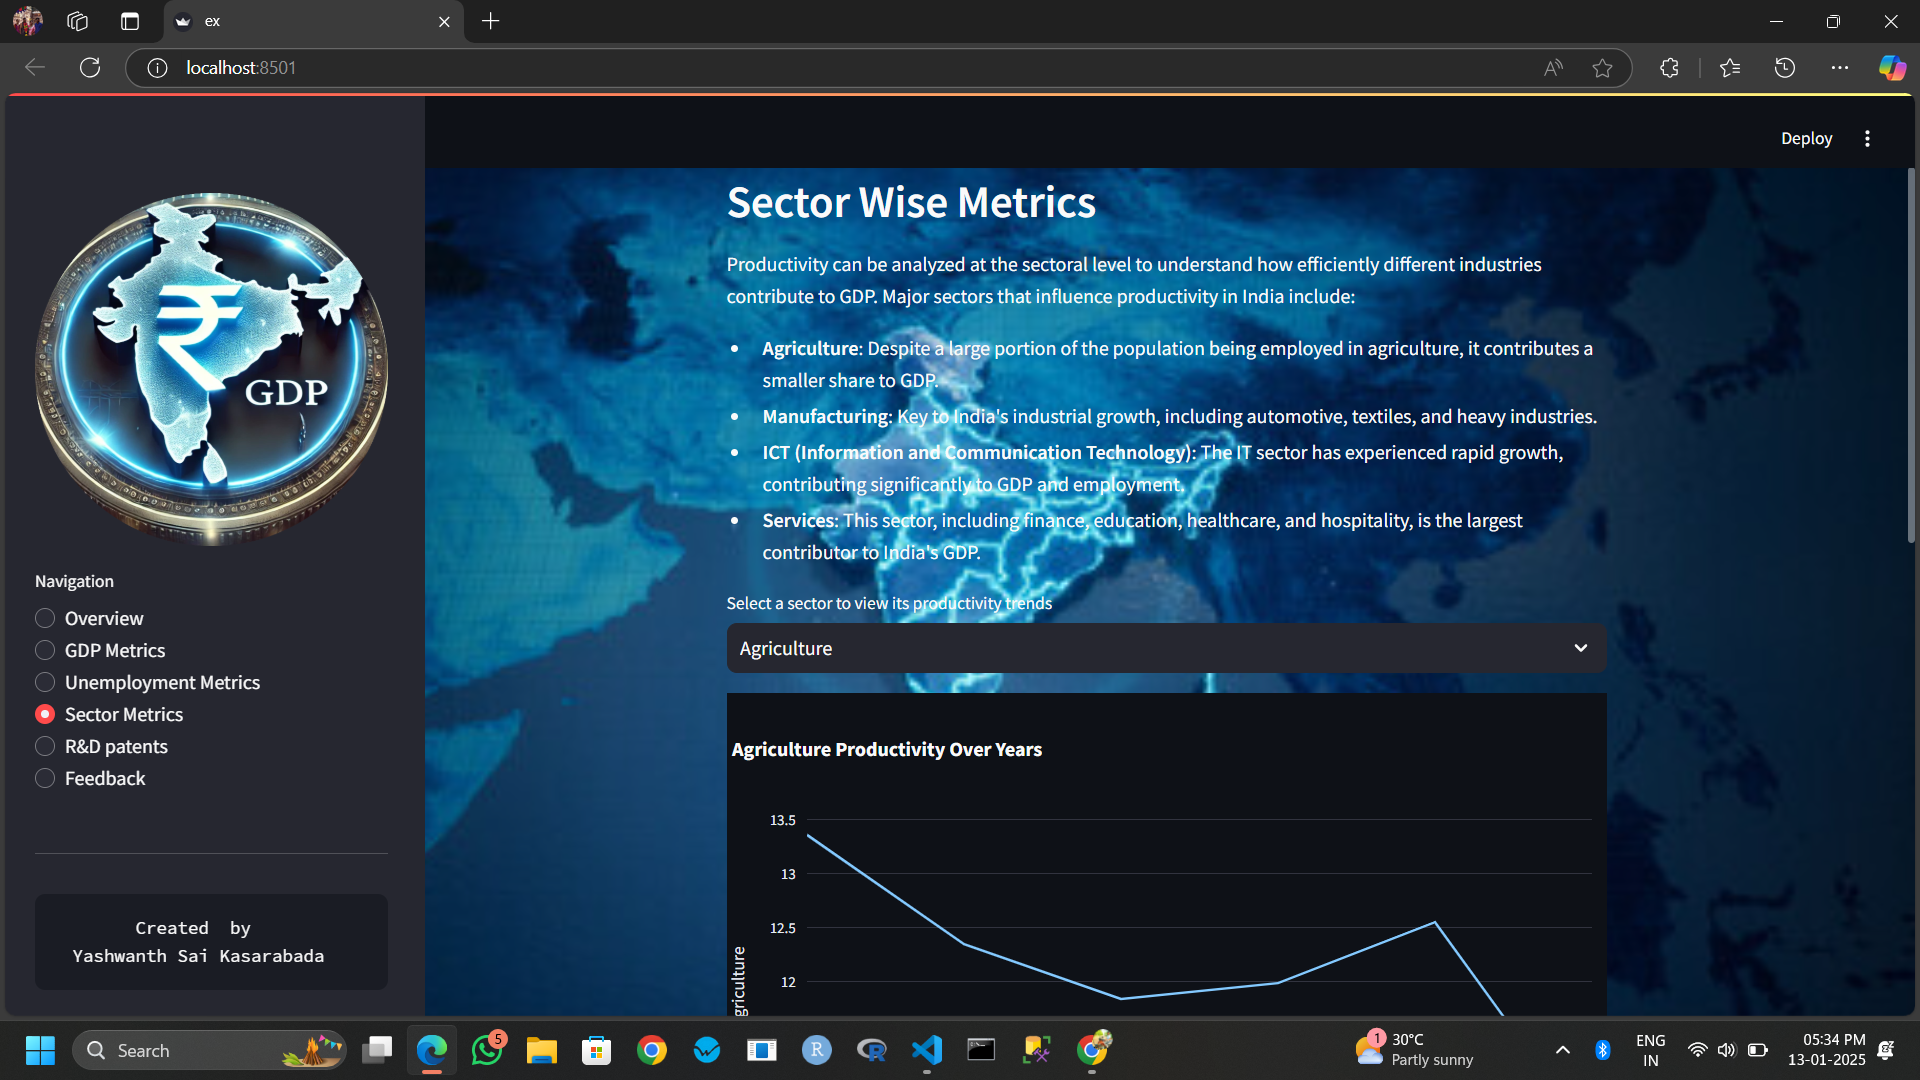 ex
localhost:8501
Deploy
GDP
Navigation
Overview
GDP Metrics
Unemployment Metrics
Sector Metrics
R&D patents
Feedback
Created by
Yashwanth Sai Kasarabada
Sector Wise Metrics
Productivity can be analyzed at the sectoral level to understand how efficiently different industries
contribute to GDP. Major sectors that influence productivity in India include:
Agriculture: Despite a large portion of the population being employed in agriculture, it contributes a
smaller share to GDP.
Manufacturing: Key to India's industrial growth, including automotive, textiles, and heavy industries.
ICT (Information and Communication Technology): The IT sector has experienced rapid growth,
contributing significantly to GDP and employment.
Services: This sector, including finance, education, healthcare, and hospitality, is the largest
contributor to India's GDP.
Select a sector to view its productivity trends
Agriculture
Agriculture Productivity Over Years
13.5
13
12.5
12
griculture
Search
5
1
30°C
Partly sunny
ENG
IN
05:34 PM
13-01-2025